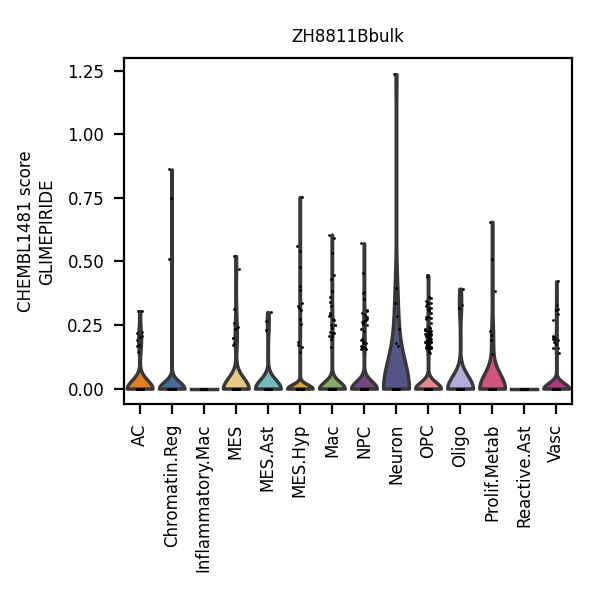 ZH8811Bbulk
CHEMBL1481 score
GLIMEPIRIDE
1.25
1.00
0.75
0.50
0.25
0.00
AC
Chromatin.Reg
Inflammatory.Mac
MES
MES.Ast
MES.Hyp
Mac
NPC
Neuron
OPC
Oligo
Prolif.Metab
Reactive.Ast
Vasc